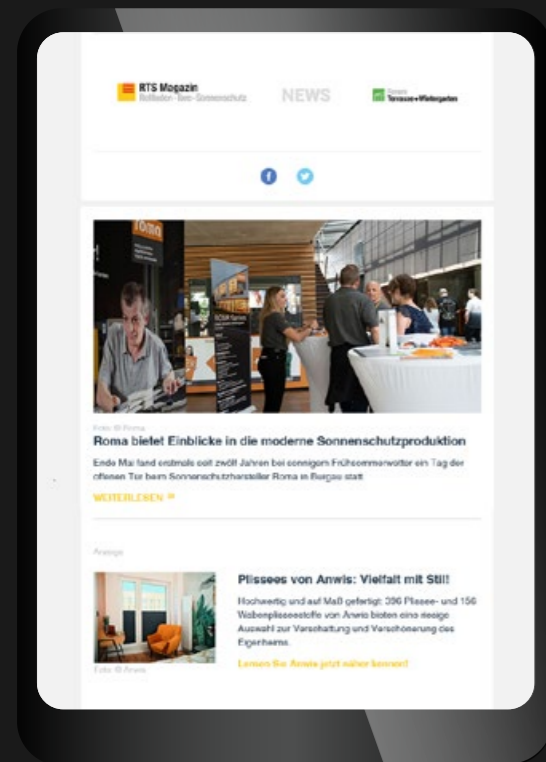 RTS Magazin
Rollladen · Tore · Sonnenschutz
NEWS
Terrasse+Wintergarten
roma
Foto: © Roma
Roma bietet Einblicke in die moderne Sonnenschutzproduktion
Ende Mai fand erstmals seit zwölf Jahren bei sonnigem Frühsommerwetter ein Tag der
offenen Tür beim Sonnenschutzhersteller Roma in Burgau statt.
WEITERLESEN »
Anzeige
Plissees von Anwis: Vielfalt mit Stil!
Hochwertig und auf Maß gefertigt: 396 Plissee- und 156
Wabenplisseestoffe von Anwis bieten eine riesige
Auswahl zur Verschattung und Verschönerung des
Eigenheims.
Lernen Sie Anwis jetzt näher kennen!
Foto: © Anwis